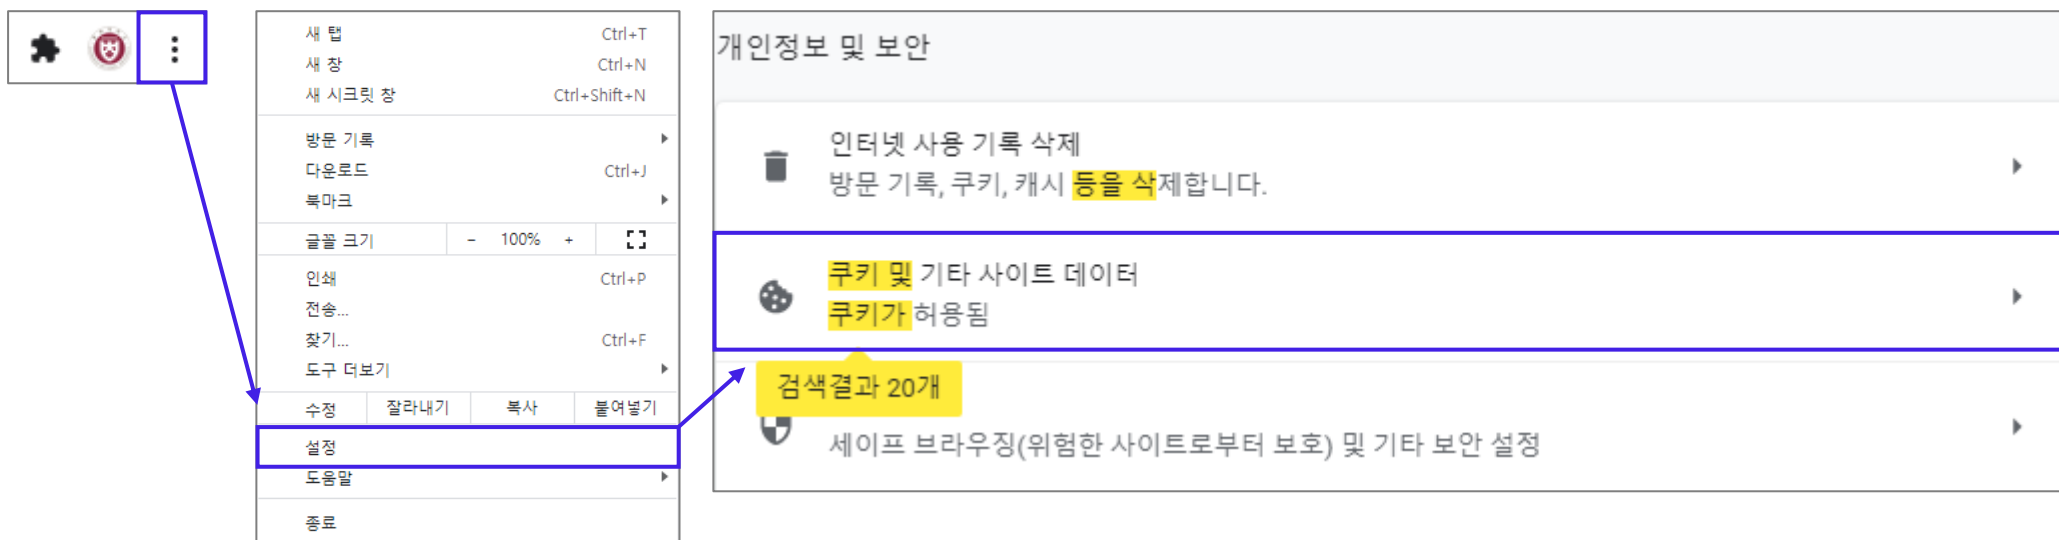 새 탭 Ctrl+T
새 창 Ctrl+N
새 시크릿 창 Ctrl+Shift+N
방문 기록
다운로드 Ctrl+J
북마크
글꼴 크기 - 100% +
인쇄 Ctrl+P
전송...
찾기... Ctrl+F
도구 더보기
수정 잘라내기 복사 붙여넣기
설정
도움말
종료
개인정보 및 보안
인터넷 사용 기록 삭제
방문 기록, 쿠키, 캐시 등을 삭제합니다.
쿠키 및 기타 사이트 데이터
쿠키가 허용됨
검색결과 20개
세이프 브라우징(위험한 사이트로부터 보호) 및 기타 보안 설정